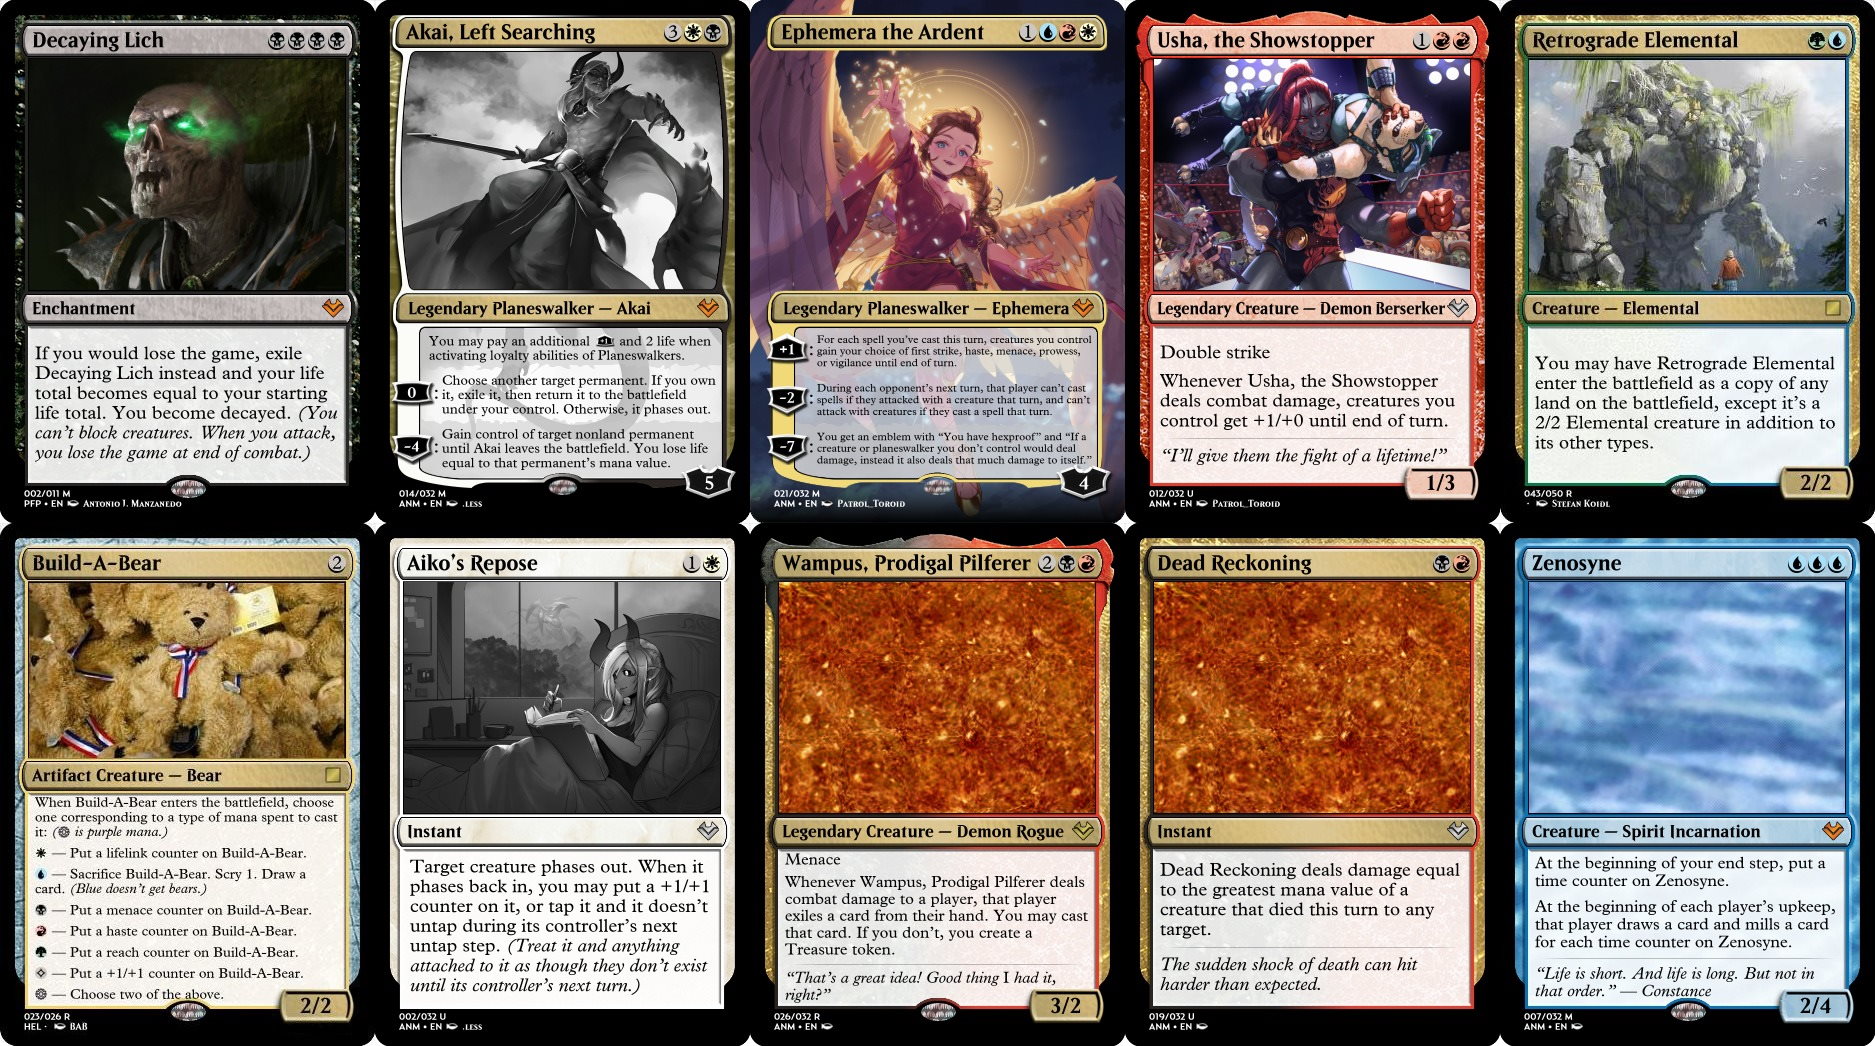 Decaying Lich
Enchantment
If you would lose the game, exile
Decaying Lich instead and your life
total becomes equal to your starting
life total. You become decayed. (You
can't block creatures. When you attack,
you lose the game at end of combat.)
002/011 M
PFP • EN Antonio J. Manzanedo
Akai, Left Searching 3
Legendary Planeswalker — Akai
You may pay an additional and 2 life when
activating loyalty abilities of Planeswalkers.
0 : Choose another target permanent. If you own
it, exile it, then return it to the battlefield
under your control. Otherwise, it phases out.
-4 : Gain control of target nonland permanent
until Akai leaves the battlefield. You lose life
equal to that permanent's mana value.
5
014/032 M
ANM • EN .less
Ephemera the Ardent 1
Legendary Planeswalker — Ephemera
+1 : For each spell you've cast this turn, creatures you control
gain your choice of first strike, haste, menace, prowess,
or vigilance until end of turn.
-2 : During each opponent's next turn, that player can't cast
spells if they attacked with a creature that turn, and can't
attack with creatures if they cast a spell that turn.
-7 : You get an emblem with “You have hexproof” and “If a
creature or planeswalker you don't control would deal
damage, instead it also deals that much damage to itself.”
4
021/032 M
ANM • EN Patrol_Toroid
Usha, the Showstopper 1
Legendary Creature — Demon Berserker
Double strike
Whenever Usha, the Showstopper
deals combat damage, creatures you
control get +1/+0 until end of turn.
“I'll give them the fight of a lifetime!”
1/3
012/032 U
ANM • EN Patrol_Toroid
Retrograde Elemental
Creature — Elemental
You may have Retrograde Elemental
enter the battlefield as a copy of any
land on the battlefield, except it's a
2/2 Elemental creature in addition to
its other types.
2/2
043/050 R
• Stefan Koidl
Build-A-Bear 2
Artifact Creature — Bear
When Build-A-Bear enters the battlefield, choose
one corresponding to a type of mana spent to cast
it: ( is purple mana.)
— Put a lifelink counter on Build-A-Bear.
— Sacrifice Build-A-Bear. Scry 1. Draw a
card. (Blue doesn't get bears.)
— Put a menace counter on Build-A-Bear.
— Put a haste counter on Build-A-Bear.
— Put a reach counter on Build-A-Bear.
— Put a +1/+1 counter on Build-A-Bear.
— Choose two of the above.
2/2
023/026 R
HEL • BAB
Aiko's Repose 1
Instant
Target creature phases out. When it
phases back in, you may put a +1/+1
counter on it, or tap it and it doesn't
untap during its controller's next
untap step. (Treat it and anything
attached to it as though they don't exist
until its controller's next turn.)
002/032 U
ANM • EN .less
Wampus, Prodigal Pilferer 2
Legendary Creature — Demon Rogue
Menace
Whenever Wampus, Prodigal Pilferer deals
combat damage to a player, that player
exiles a card from their hand. You may cast
that card. If you don't, you create a
Treasure token.
“That's a great idea! Good thing I had it,
right?”
3/2
026/032 R
ANM • EN
Dead Reckoning
Instant
Dead Reckoning deals damage equal
to the greatest mana value of a
creature that died this turn to any
target.
The sudden shock of death can hit
harder than expected.
019/032 U
ANM • EN
Zenosyne
Creature — Spirit Incarnation
At the beginning of your end step, put a
time counter on Zenosyne.
At the beginning of each player's upkeep,
that player draws a card and mills a card
for each time counter on Zenosyne.
“Life is short. And life is long. But not in
that order.” — Constance
2/4
007/032 M
ANM • EN